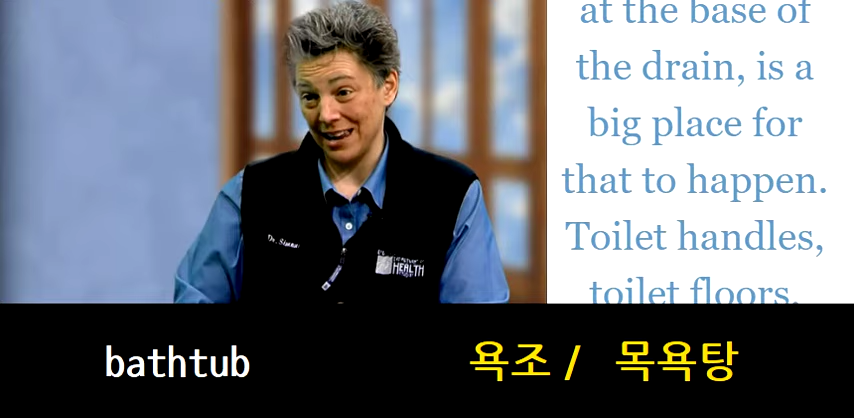 at the base of
the drain, is a
big place for
that to happen.
Toilet handles,
toilet floors.
HEALTH
bathtub
욕조 / 목욕탕